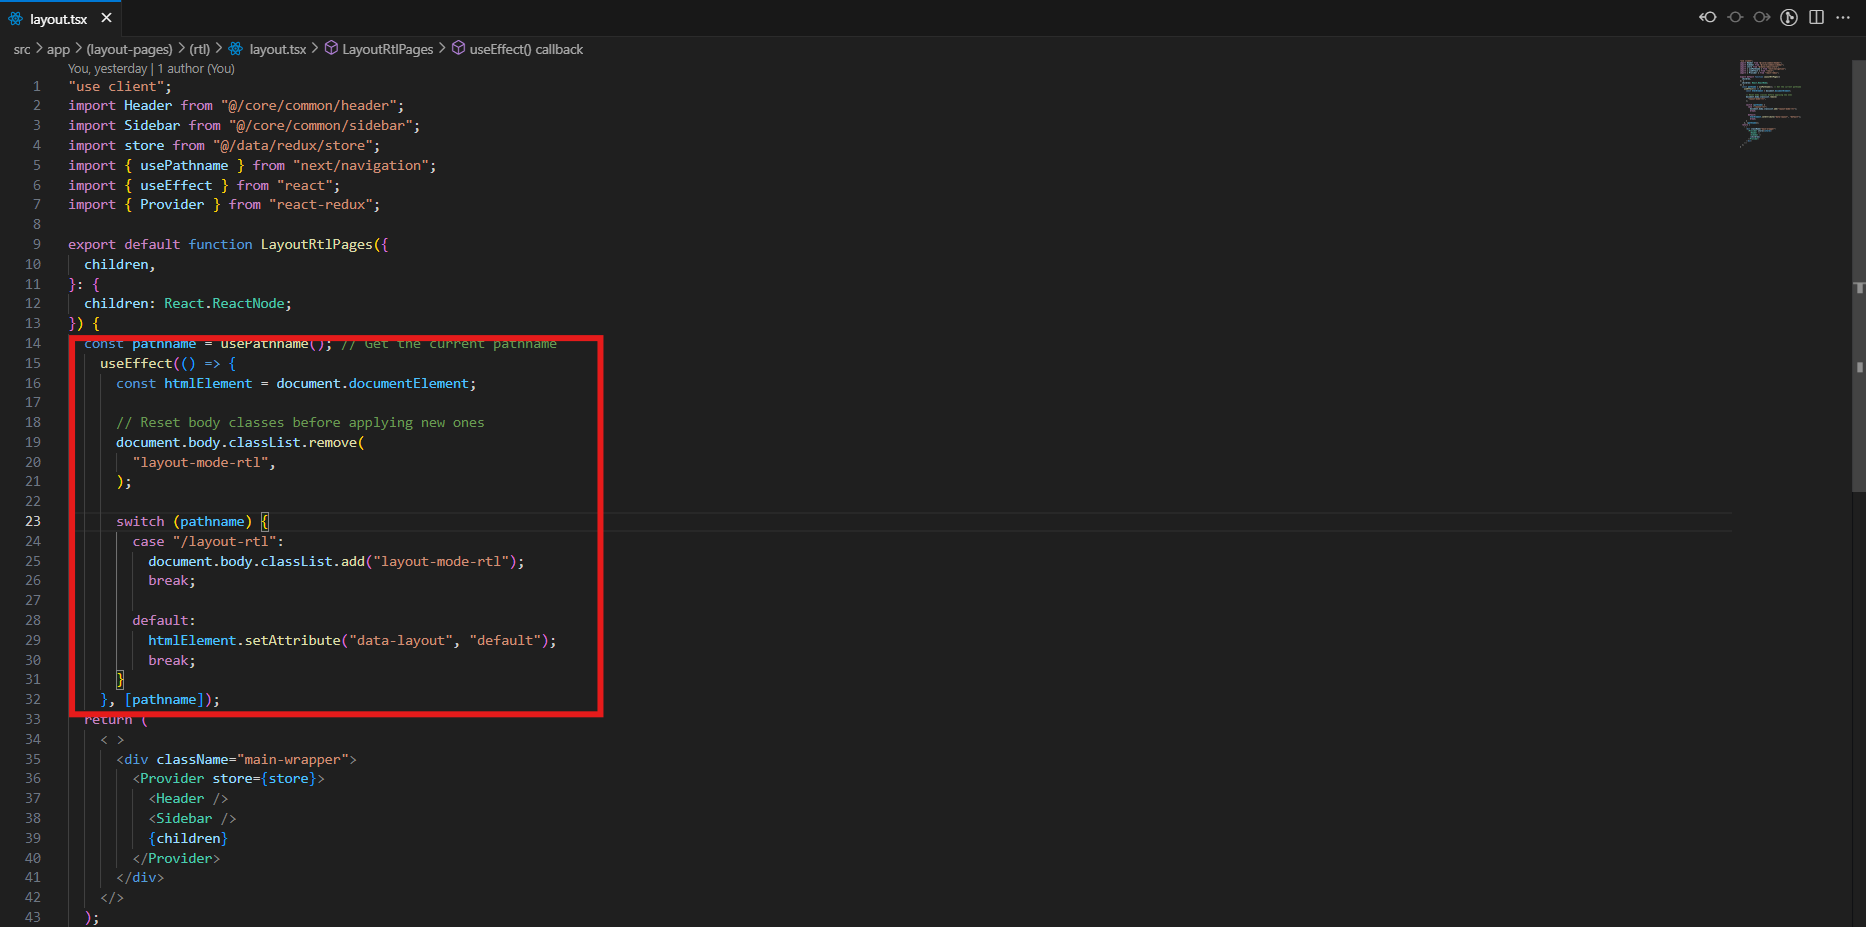 layout.tsx
src > app > (layout-pages) > (rtl) > layout.tsx > LayoutRtlPages > useEffect() callback
You, yesterday | 1 author (You)
1 "use client";
2 import Header from "@/core/common/header";
3 import Sidebar from "@/core/common/sidebar";
4 import store from "@/data/redux/store";
5 import { usePathname } from "next/navigation";
6 import { useEffect } from "react";
7 import { Provider } from "react-redux";
8
9 export default function LayoutRtlPages({
10 children,
11 }: {
12 children: React.ReactNode;
13 }) {
14 const pathname = usePathname(); // Get the current pathname
15 useEffect(() => {
16 const htmlElement = document.documentElement;
17
18 // Reset body classes before applying new ones
19 document.body.classList.remove(
20 "layout-mode-rtl",
21 );
22
23 switch (pathname) {
24 case "/layout-rtl":
25 document.body.classList.add("layout-mode-rtl");
26 break;
27
28 default:
29 htmlElement.setAttribute("data-layout", "default");
30 break;
31 }
32 }, [pathname]);
33 return (
34 < >
35 <div className="main-wrapper">
36 <Provider store={store}>
37 <Header />
38 <Sidebar />
39 {children}
40 </Provider>
41 </div>
42 </>
43 );